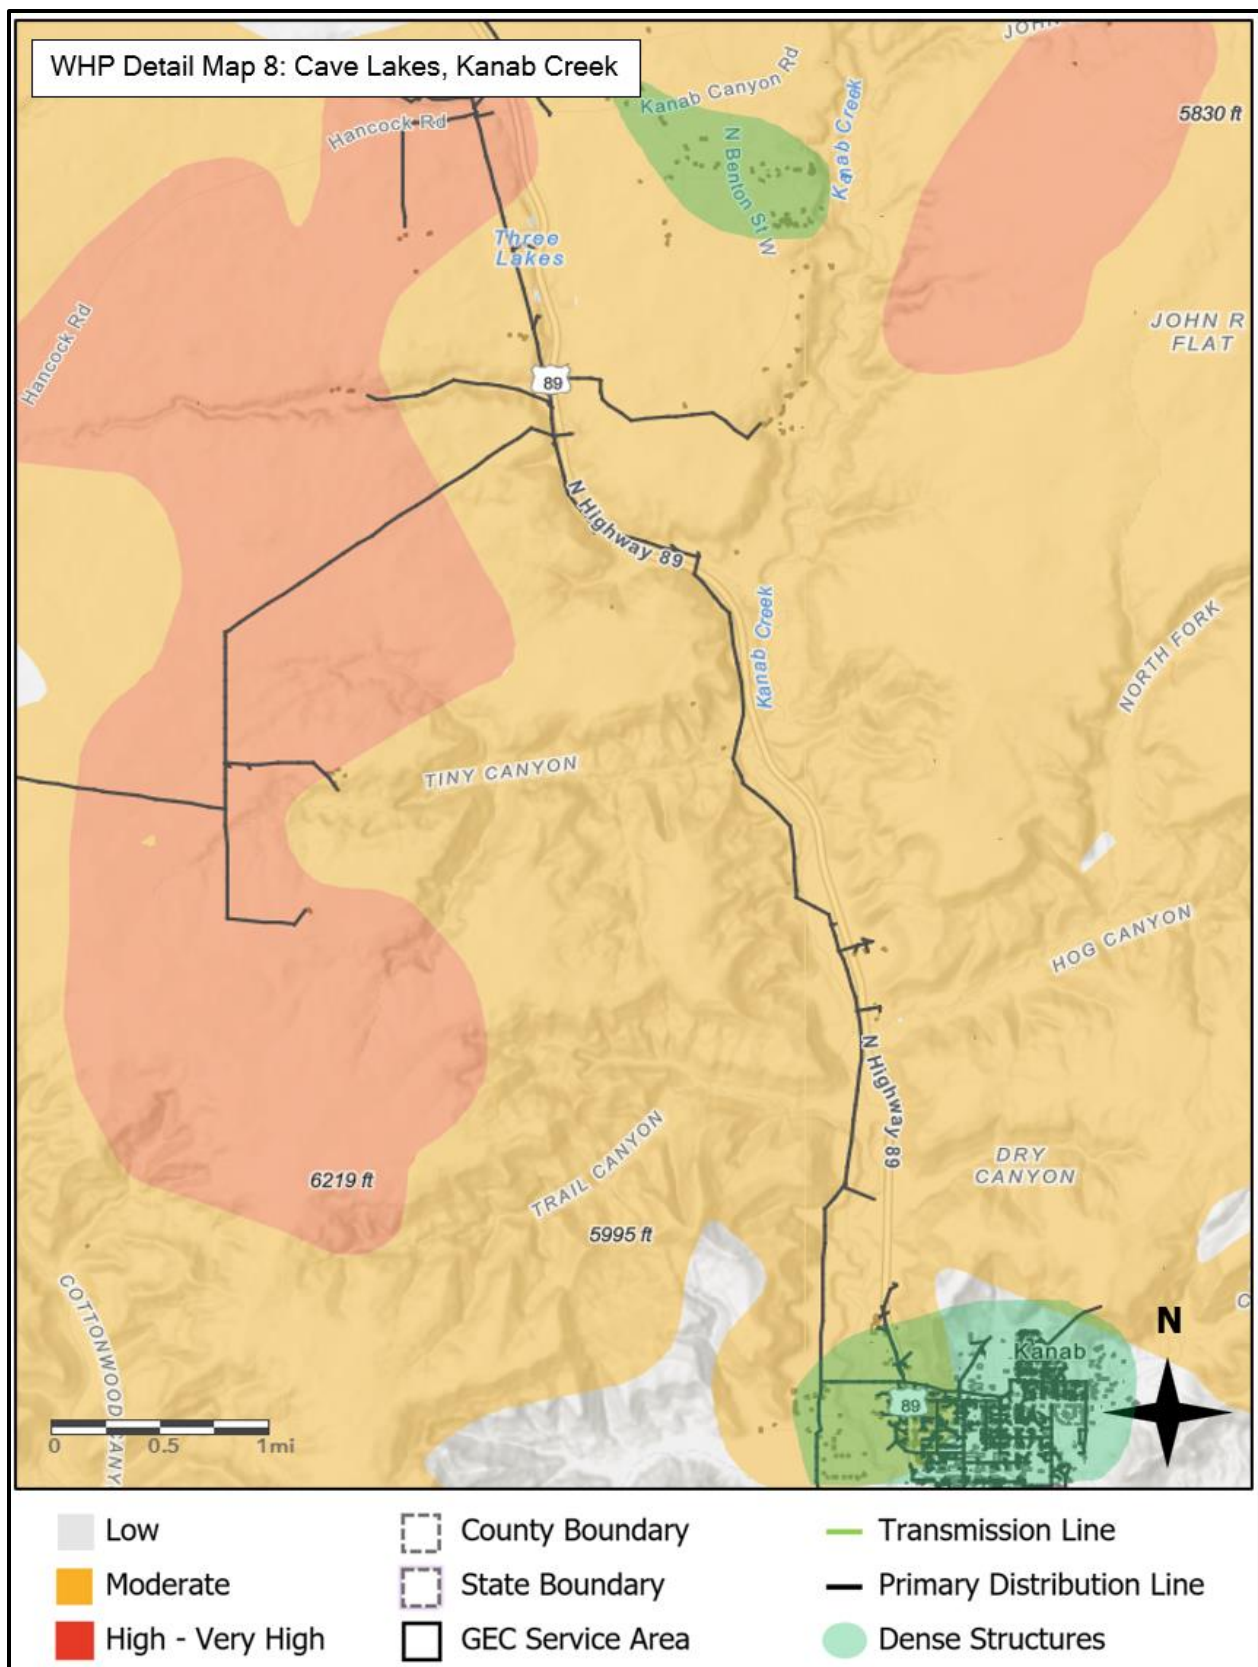 WHP Detail Map 8: Cave Lakes, Kanab Creek
JOHN
Kanab Canyon Rd
Kanab Creek
5830 ft
Hancock Rd
N Benton St W
Three
Lakes
Hancock Rd
JOHN R
FLAT
89
N Highway 89
Kanab Creek
NORTH FORK
TINY CANYON
HOG CANYON
N Highway 89
TRAIL CANYON
DRY
CANYON
6219 ft
5995 ft
COTTONWOOD CANY
C
N
Kanab
89
0 0.5 1mi
Low
County Boundary
Transmission Line
Moderate
State Boundary
Primary Distribution Line
High - Very High
GEC Service Area
Dense Structures